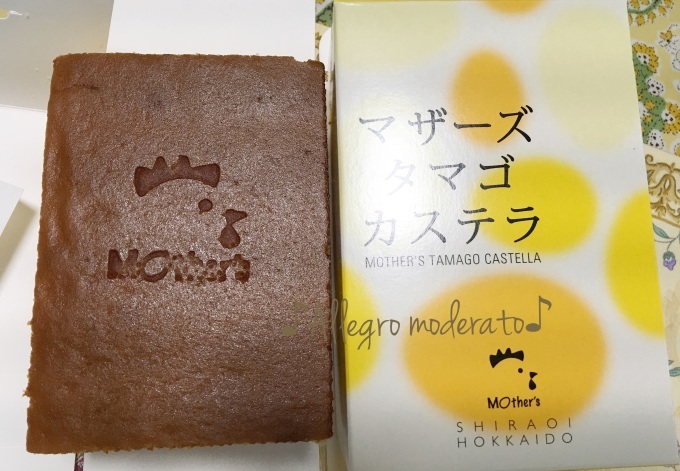 MOther's
マザーズ
タマゴ
カステラ
MOTHER'S TAMAGO CASTELLA
♪Allegro moderato♪
MOther's
SHIRAOI
HOKKAIDO